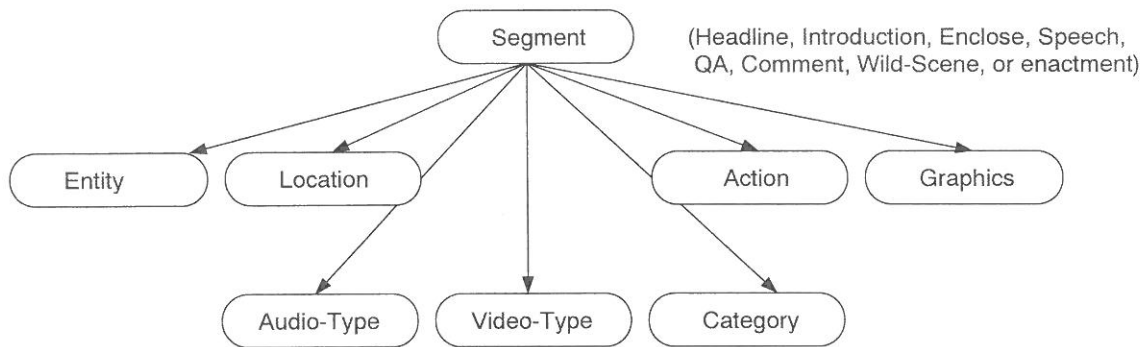 Segment
(Headline, Introduction, Enclose, Speech,
QA, Comment, Wild-Scene, or enactment)
Entity
Location
Action
Graphics
Audio-Type
Video-Type
Category